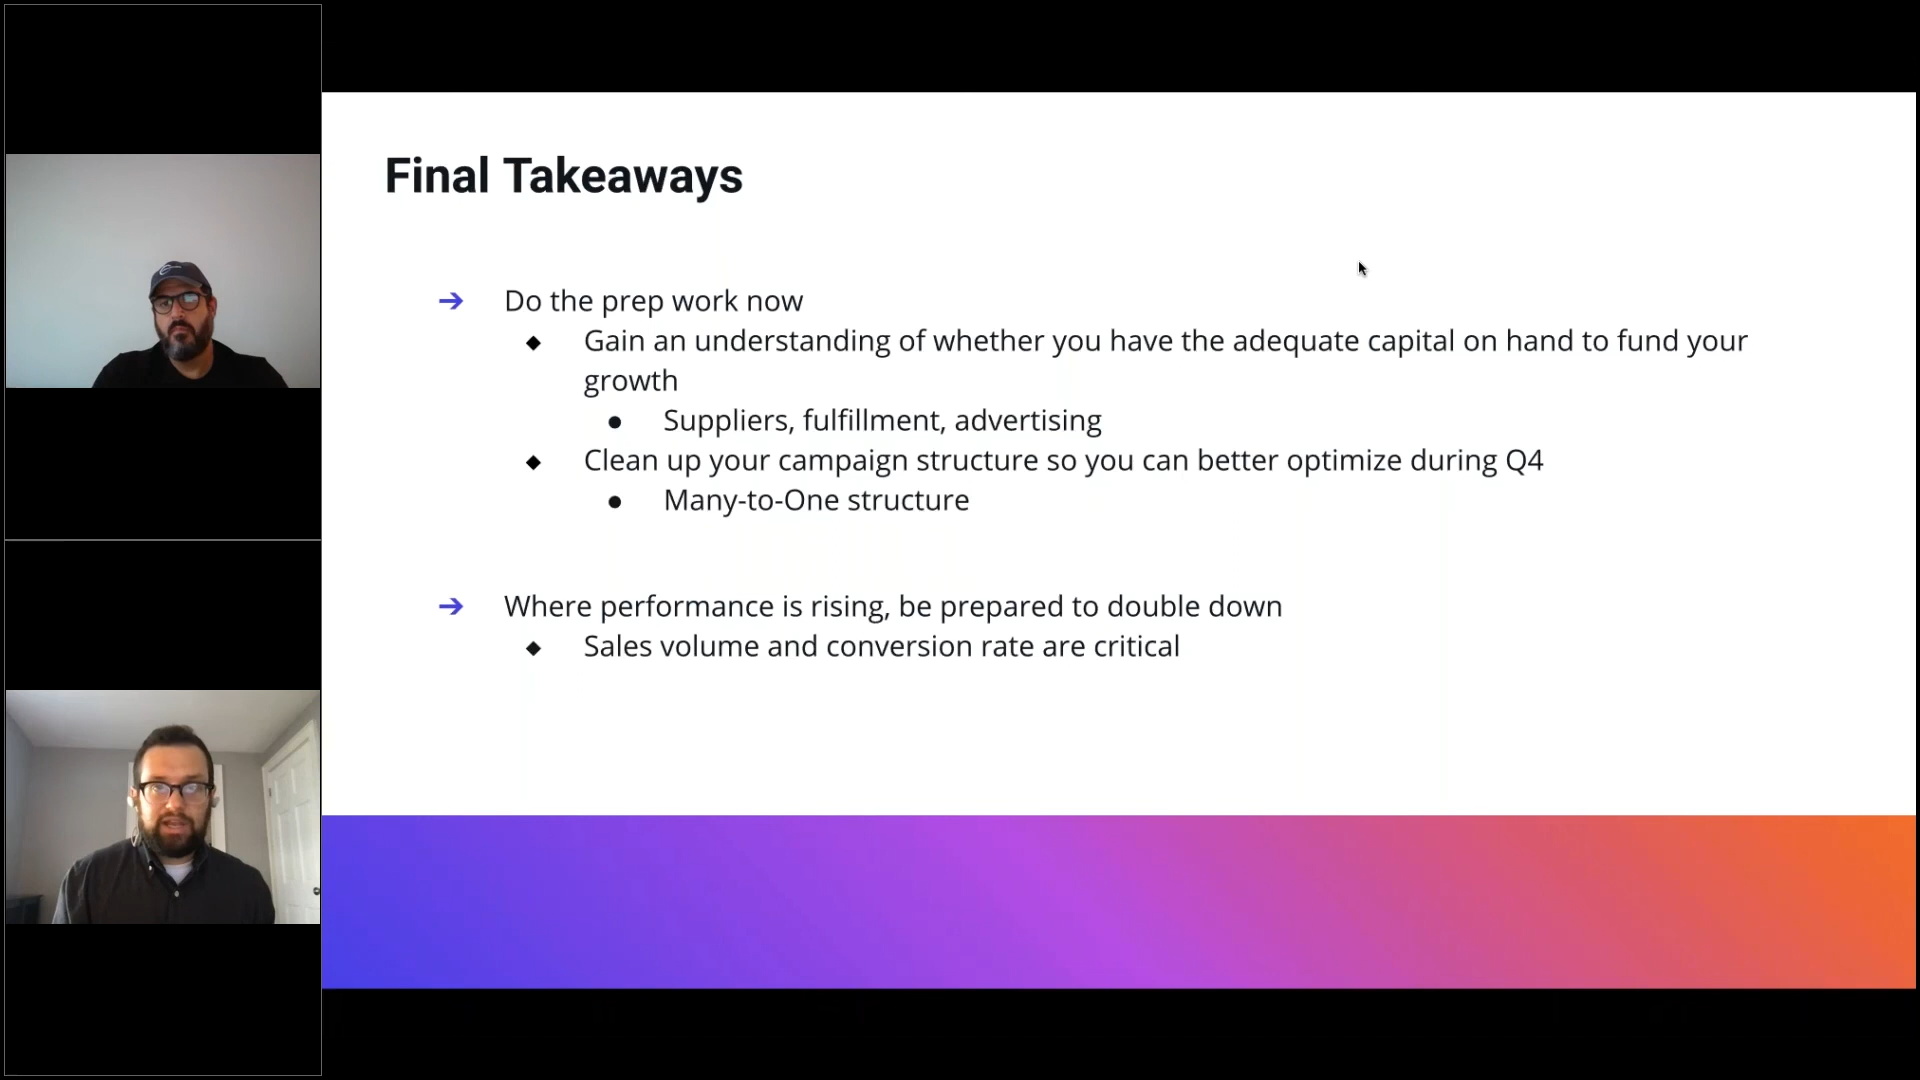 Final Takeaways
➔ Do the prep work now
◆ Gain an understanding of whether you have the adequate capital on hand to fund your
growth
● Suppliers, fulfillment, advertising
◆ Clean up your campaign structure so you can better optimize during Q4
● Many-to-One structure
➔ Where performance is rising, be prepared to double down
◆ Sales volume and conversion rate are critical